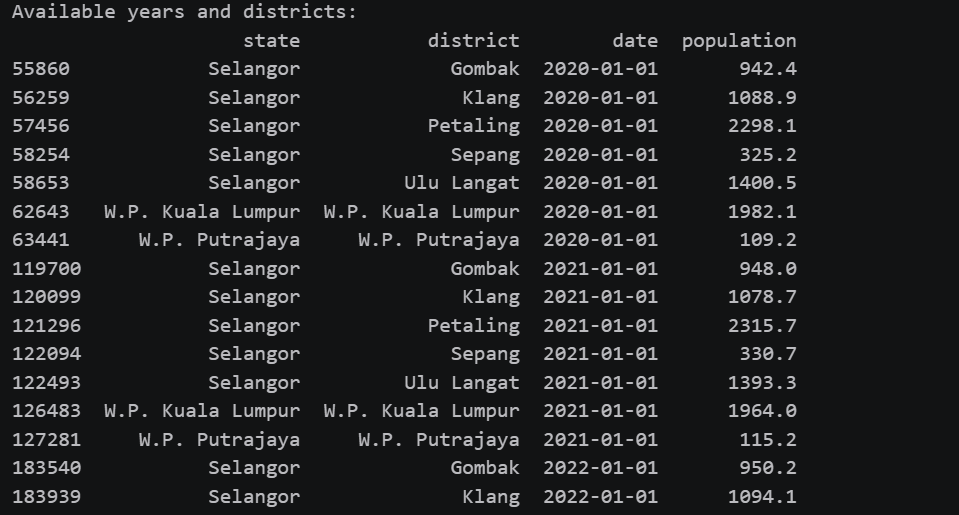 Available years and districts:
state district date population
55860 Selangor Gombak 2020-01-01 942.4
56259 Selangor Klang 2020-01-01 1088.9
57456 Selangor Petaling 2020-01-01 2298.1
58254 Selangor Sepang 2020-01-01 325.2
58653 Selangor Ulu Langat 2020-01-01 1400.5
62643 W.P. Kuala Lumpur W.P. Kuala Lumpur 2020-01-01 1982.1
63441 W.P. Putrajaya W.P. Putrajaya 2020-01-01 109.2
119700 Selangor Gombak 2021-01-01 948.0
120099 Selangor Klang 2021-01-01 1078.7
121296 Selangor Petaling 2021-01-01 2315.7
122094 Selangor Sepang 2021-01-01 330.7
122493 Selangor Ulu Langat 2021-01-01 1393.3
126483 W.P. Kuala Lumpur W.P. Kuala Lumpur 2021-01-01 1964.0
127281 W.P. Putrajaya W.P. Putrajaya 2021-01-01 115.2
183540 Selangor Gombak 2022-01-01 950.2
183939 Selangor Klang 2022-01-01 1094.1